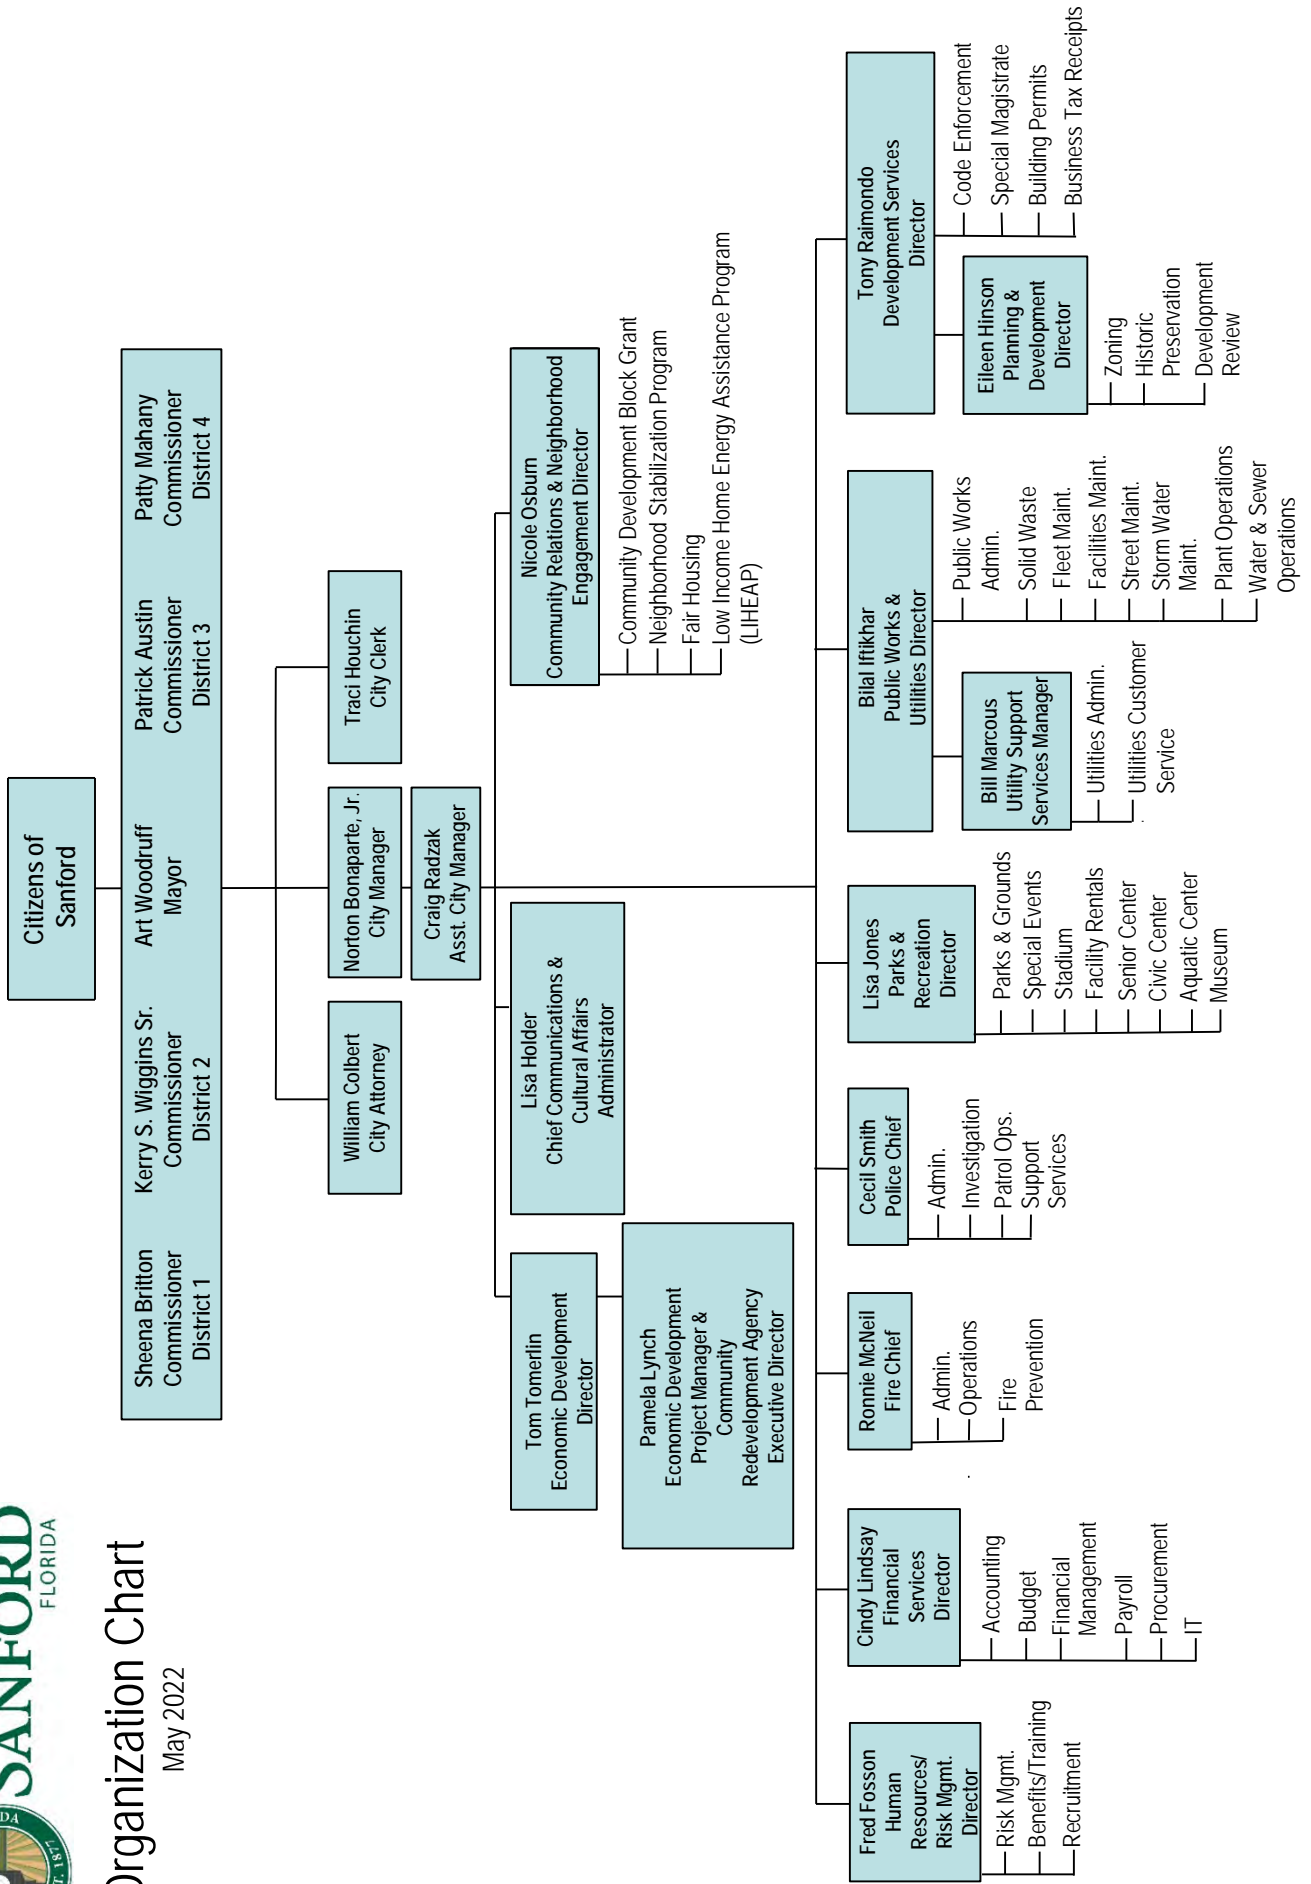 SANFORD
FLORIDA
Organization Chart
May 2022
Citizens of
Sanford
Sheena Britton
Commissioner
District 1
Kerry S. Wiggins Sr.
Commissioner
District 2
Art Woodruff
Mayor
Patrick Austin
Commissioner
District 3
Patty Mahany
Commissioner
District 4
William Colbert
City Attorney
Norton Bonaparte, Jr.
City Manager
Traci Houchin
City Clerk
Craig Radzak
Asst. City Manager
Tom Tomerlin
Economic Development
Director
Pamela Lynch
Economic Development
Project Manager &
Community
Redevelopment Agency
Executive Director
Lisa Holder
Chief Communications &
Cultural Affairs
Administrator
Nicole Osburn
Community Relations & Neighborhood
Engagement Director
Community Development Block Grant
Neighborhood Stabilization Program
Fair Housing
Low Income Home Energy Assistance Program
(LIHEAP)
Fred Fosson
Human
Resources/
Risk Mgmt.
Director
Risk Mgmt.
Benefits/Training
Recruitment
Cindy Lindsay
Financial
Services
Director
Accounting
Budget
Financial
Management
Payroll
Procurement
IT
Ronnie McNeil
Fire Chief
Admin.
Operations
Fire
Prevention
Cecil Smith
Police Chief
Admin.
Investigation
Patrol Ops.
Support
Services
Lisa Jones
Parks &
Recreation
Director
Parks & Grounds
Special Events
Stadium
Facility Rentals
Senior Center
Civic Center
Aquatic Center
Museum
Bilal Iftikhar
Public Works &
Utilities Director
Bill Marcous
Utility Support
Services Manager
Utilities Admin.
Utilities Customer
Service
Public Works
Admin.
Solid Waste
Fleet Maint.
Facilities Maint.
Street Maint.
Storm Water
Maint.
Plant Operations
Water & Sewer
Operations
Tony Raimondo
Development Services
Director
Eileen Hinson
Planning &
Development
Director
Zoning
Historic
Preservation
Development
Review
Code Enforcement
Special Magistrate
Building Permits
Business Tax Receipts